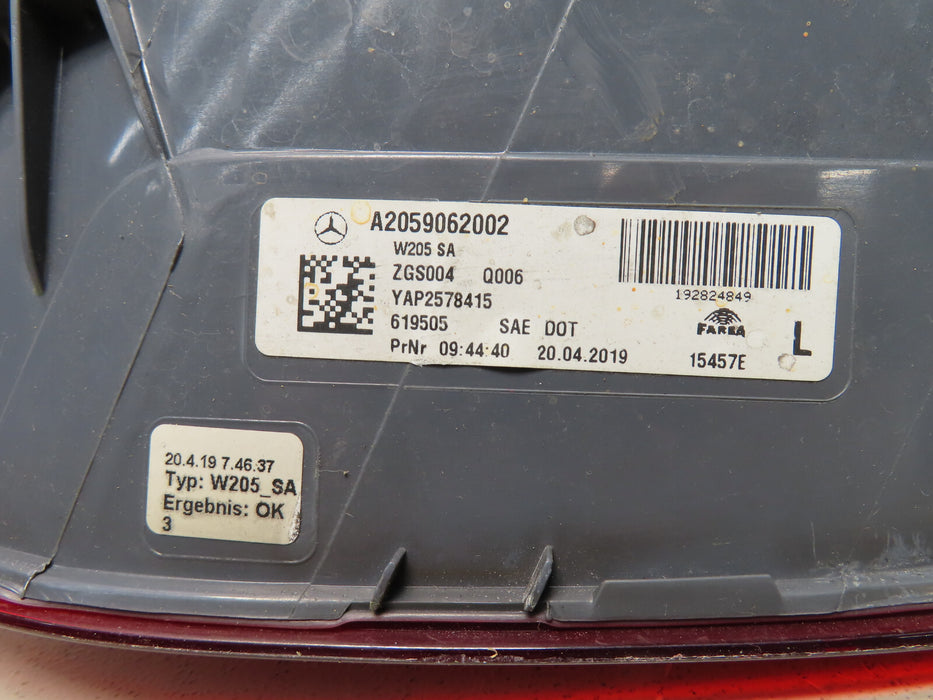 A2059062002
W205 SA
ZGS004 Q006
YAP2578415
619505 SAE DOT
PrNr 09:44:40 20.04.2019
192824849
FARBA
15457E
L
20.4.19 7.46.37
Typ: W205_SA
Ergebnis: OK
3